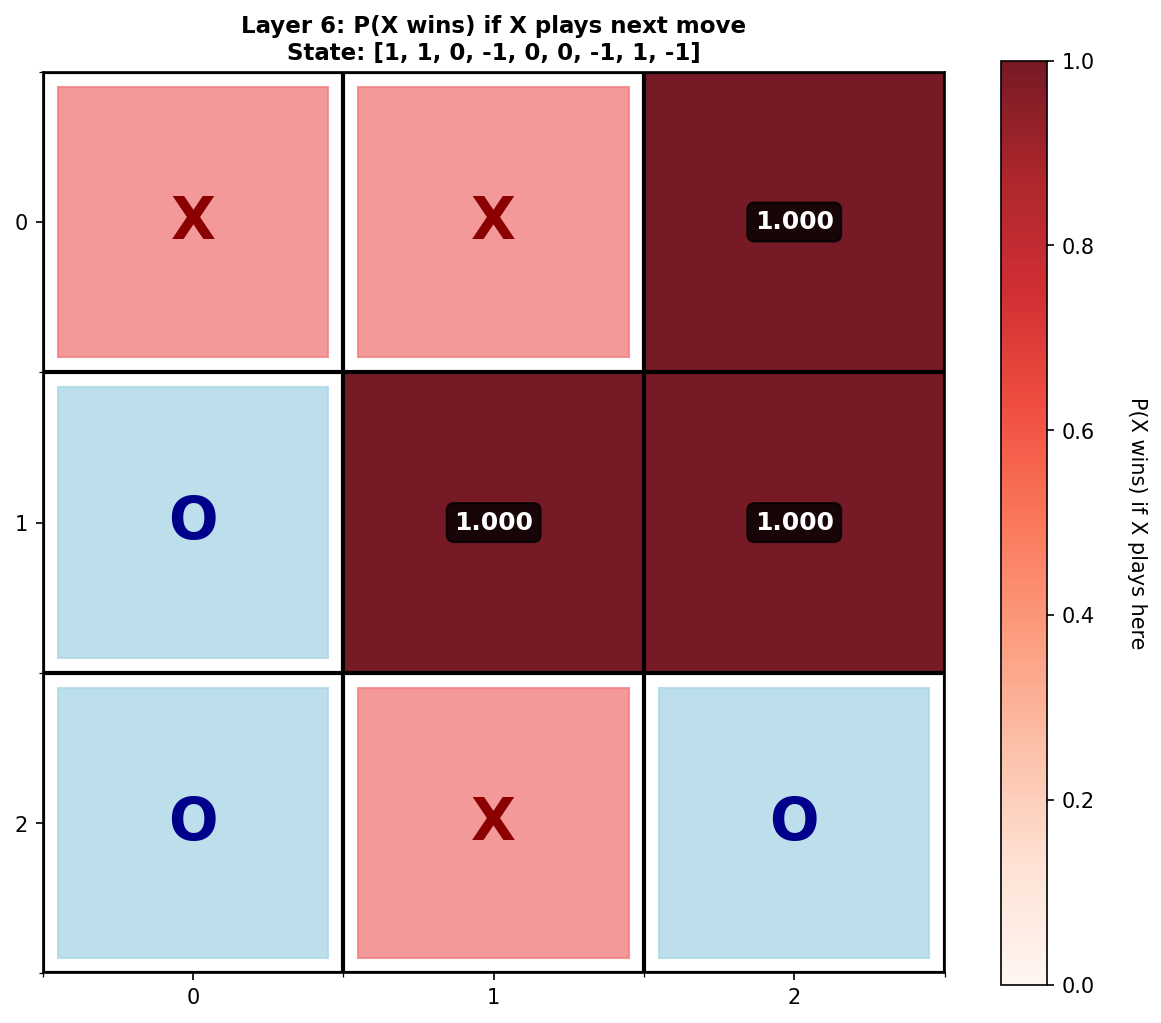 Layer 6: P(X wins) if X plays next move
State: [1, 1, 0, -1, 0, 0, -1, 1, -1]
X
X
1.000
O
1.000
1.000
O
X
O
0
1
2
0
1
2
1.0
0.8
0.6
0.4
0.2
0.0
P(X wins) if X plays here